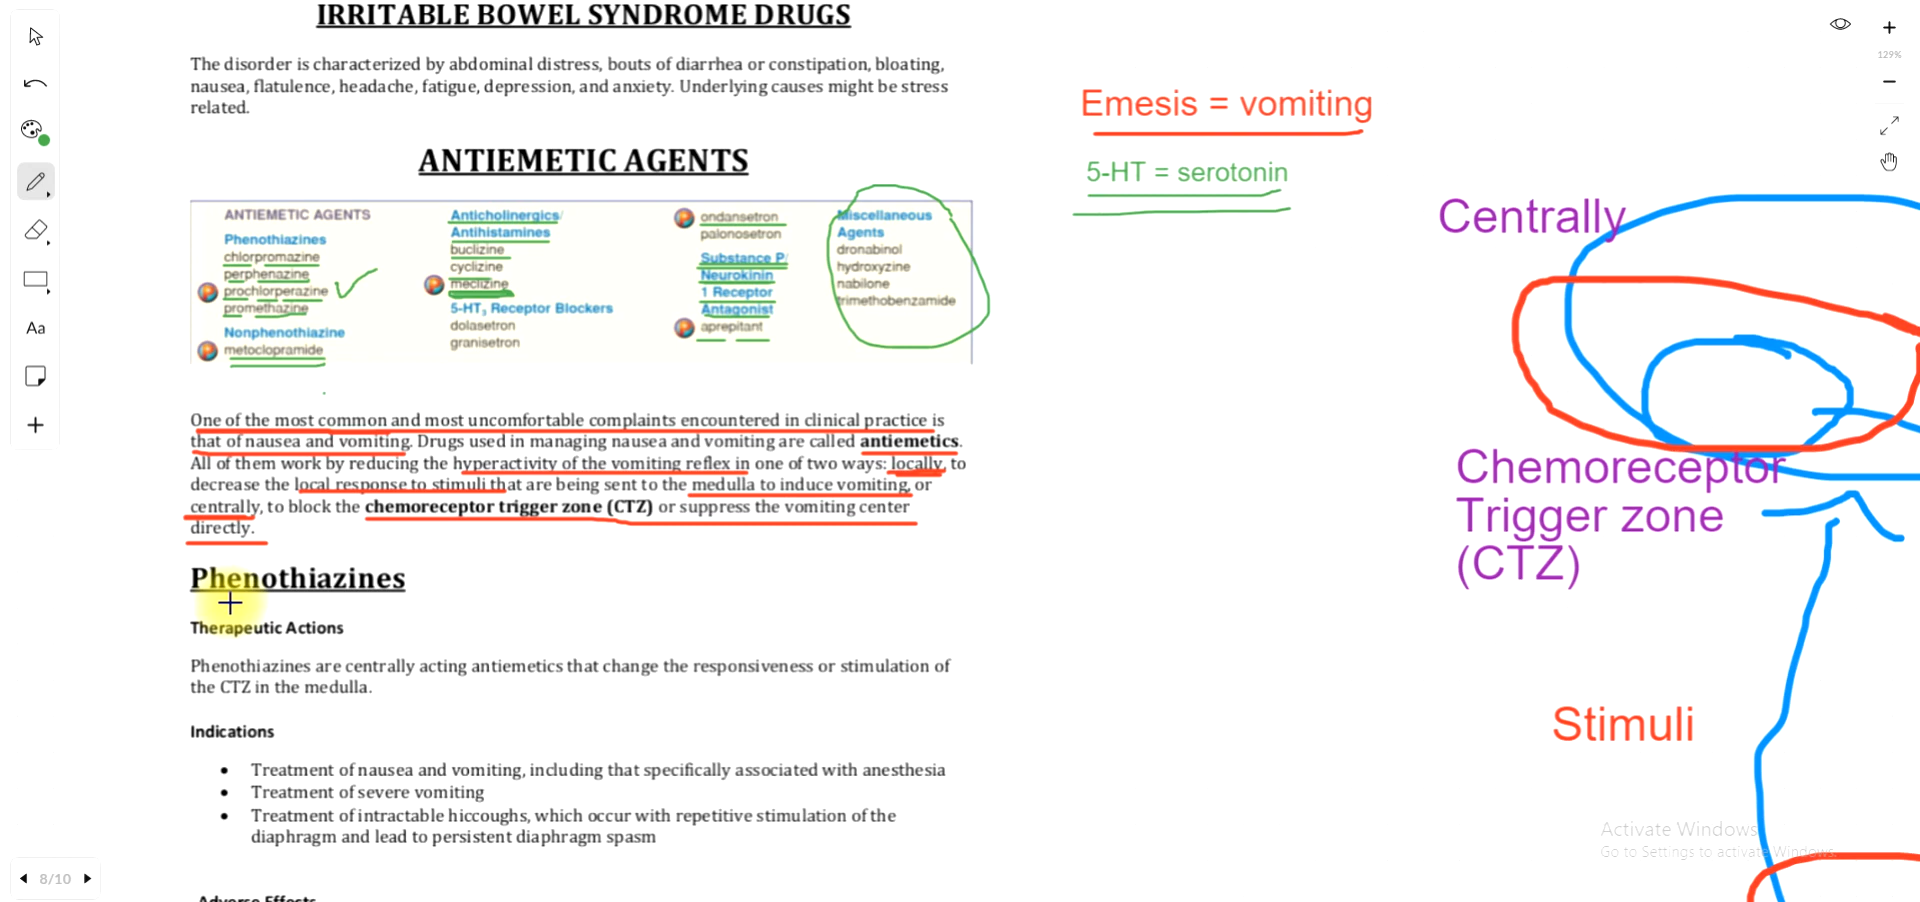 IRRITABLE BOWEL SYNDROME DRUGS
The disorder is characterized by abdominal distress, bouts of diarrhea or constipation, bloating,
nausea, flatulence, headache, fatigue, depression, and anxiety. Underlying causes might be stress
related.
ANTIEMETIC AGENTS
ANTIEMETIC AGENTS
Phenothiazines
chlorpromazine
perphenazine
prochlorperazine
promethazine
Nonphenothiazine
metoclopramide
Anticholinergics/
Antihistamines
buclizine
cyclizine
meclizine
5-HT3 Receptor Blockers
dolasetron
granisetron
ondansetron
palonosetron
Substance P/
Neurokinin
1 Receptor
Antagonist
aprepitant
Miscellaneous
Agents
dronabinol
hydroxyzine
nabilone
trimethobenzamide
One of the most common and most uncomfortable complaints encountered in clinical practice is
that of nausea and vomiting. Drugs used in managing nausea and vomiting are called antiemetics.
All of them work by reducing the hyperactivity of the vomiting reflex in one of two ways: locally, to
decrease the local response to stimuli that are being sent to the medulla to induce vomiting, or
centrally, to block the chemoreceptor trigger zone (CTZ) or suppress the vomiting center
directly.
Phenothiazines
Therapeutic Actions
Phenothiazines are centrally acting antiemetics that change the responsiveness or stimulation of
the CTZ in the medulla.
Indications
• Treatment of nausea and vomiting, including that specifically associated with anesthesia
• Treatment of severe vomiting
• Treatment of intractable hiccoughs, which occur with repetitive stimulation of the
diaphragm and lead to persistent diaphragm spasm
Adverse Effects
Emesis = vomiting
5-HT = serotonin
Centrally
Chemoreceptor
Trigger zone
(CTZ)
Stimuli
Activate Windows
Go to Settings to activate Windows.
129%
Aa
8/10